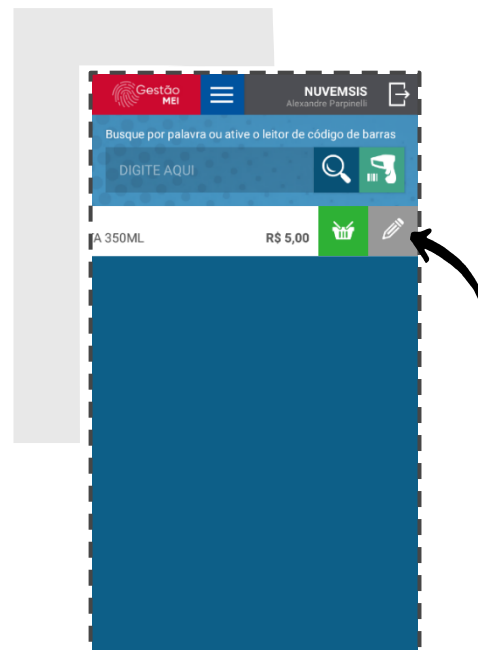 Gestão
MEI
NUVEMSIS
Alexandre Parpinelli
Busque por palavra ou ative o leitor de código de barras
DIGITE AQUI
A 350ML R$ 5,00